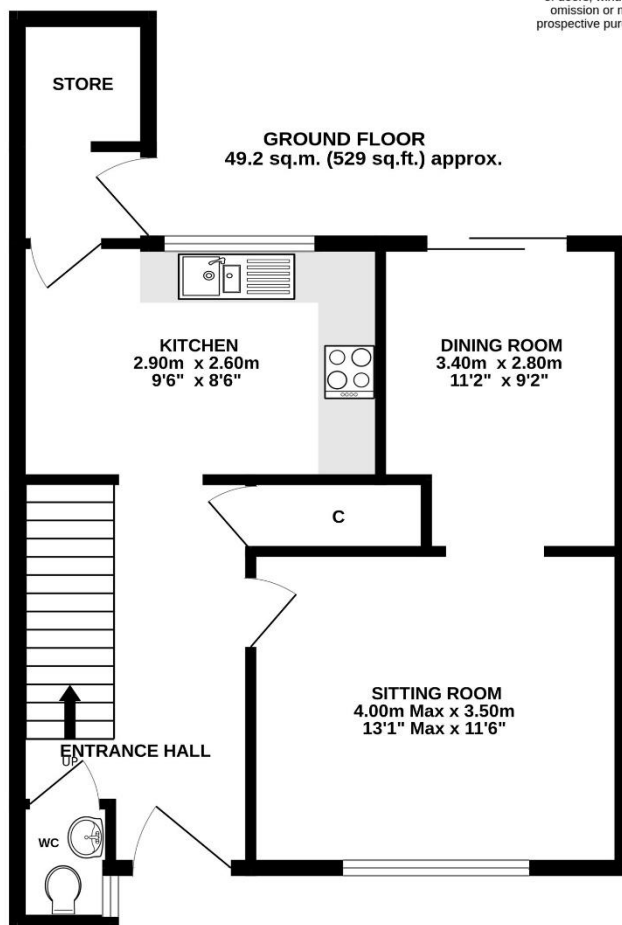 omission or m
prospective pur
STORE
GROUND FLOOR
49.2 sq.m. (529 sq.ft.) approx.
KITCHEN
2.90m x 2.60m
9'6" x 8'6"
DINING ROOM
3.40m x 2.80m
11'2" x 9'2"
C
SITTING ROOM
4.00m Max x 3.50m
13'1" Max x 11'6"
ENTRANCE HALL
UP
WC